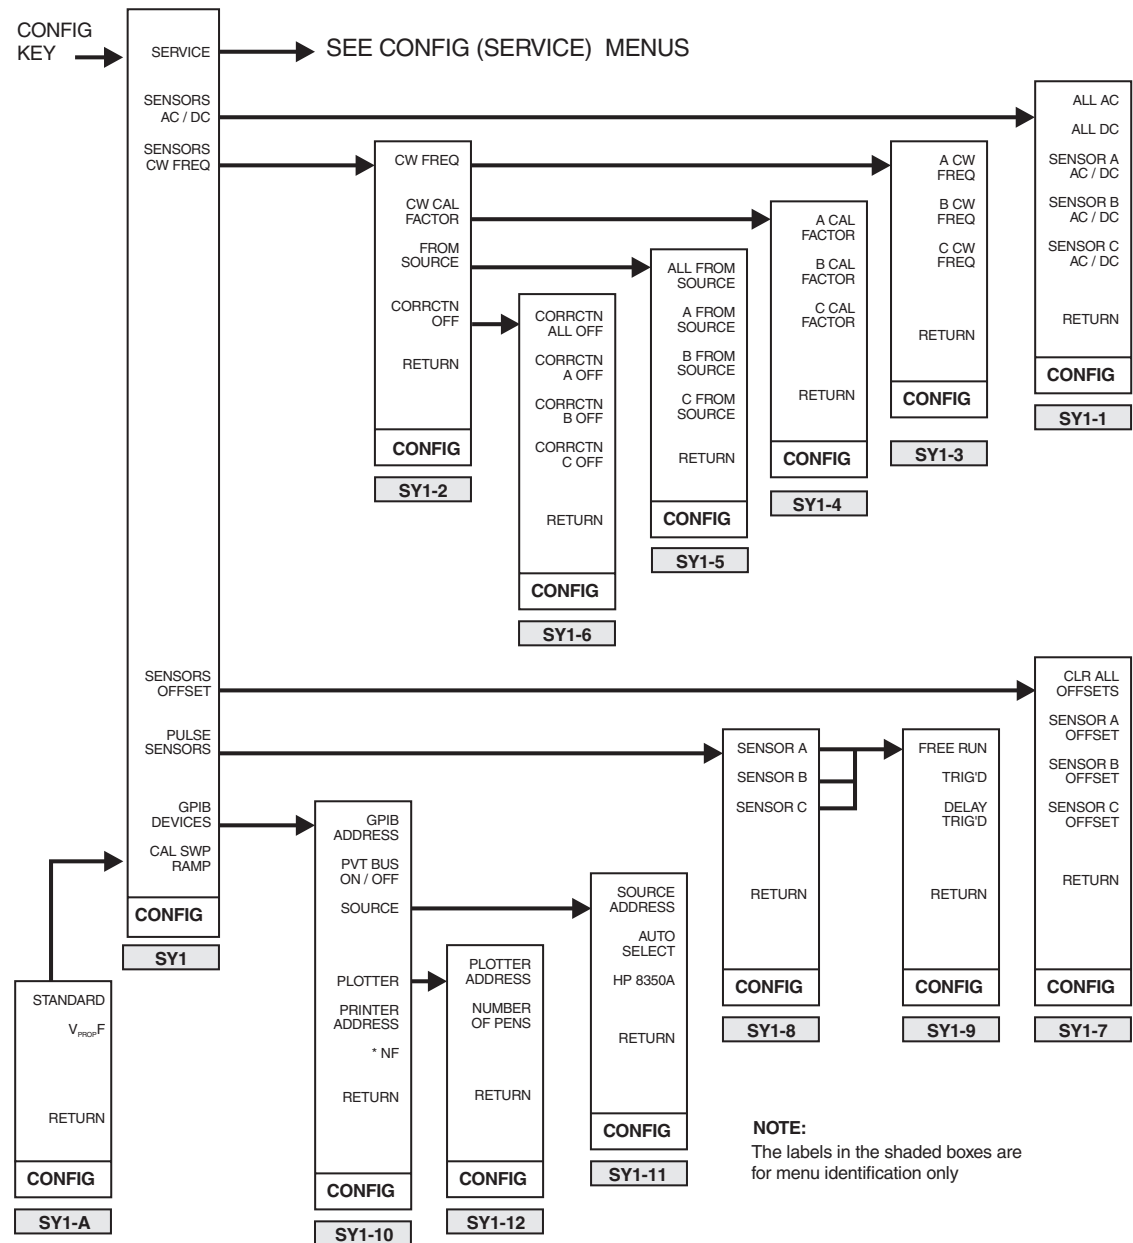 CONFIG
KEY
SERVICE
SEE CONFIG (SERVICE) MENUS
SENSORS
AC / DC
SENSORS
CW FREQ
SENSORS
OFFSET
PULSE
SENSORS
GPIB
DEVICES
CAL SWP
RAMP
CONFIG
SY1
ALL AC
ALL DC
SENSOR A
AC / DC
SENSOR B
AC / DC
SENSOR C
AC / DC
RETURN
CONFIG
SY1-1
CW FREQ
CW CAL
FACTOR
FROM
SOURCE
CORRCTN
OFF
RETURN
CONFIG
SY1-2
A CW
FREQ
B CW
FREQ
C CW
FREQ
RETURN
CONFIG
SY1-3
A CAL
FACTOR
B CAL
FACTOR
C CAL
FACTOR
RETURN
CONFIG
SY1-4
ALL FROM
SOURCE
A FROM
SOURCE
B FROM
SOURCE
C FROM
SOURCE
RETURN
CONFIG
SY1-5
CORRCTN
ALL OFF
CORRCTN
A OFF
CORRCTN
B OFF
CORRCTN
C OFF
RETURN
CONFIG
SY1-6
CLR ALL
OFFSETS
SENSOR A
OFFSET
SENSOR B
OFFSET
SENSOR C
OFFSET
RETURN
CONFIG
SY1-7
SENSOR A
SENSOR B
SENSOR C
RETURN
CONFIG
SY1-8
FREE RUN
TRIG'D
DELAY
TRIG'D
RETURN
CONFIG
SY1-9
GPIB
ADDRESS
PVT BUS
ON / OFF
SOURCE
PLOTTER
PRINTER
ADDRESS
* NF
RETURN
CONFIG
SY1-10
SOURCE
ADDRESS
AUTO
SELECT
HP 8350A
RETURN
CONFIG
SY1-11
PLOTTER
ADDRESS
NUMBER
OF PENS
RETURN
CONFIG
SY1-12
STANDARD
VPROPF
RETURN
CONFIG
SY1-A
NOTE:
The labels in the shaded boxes are
for menu identification only